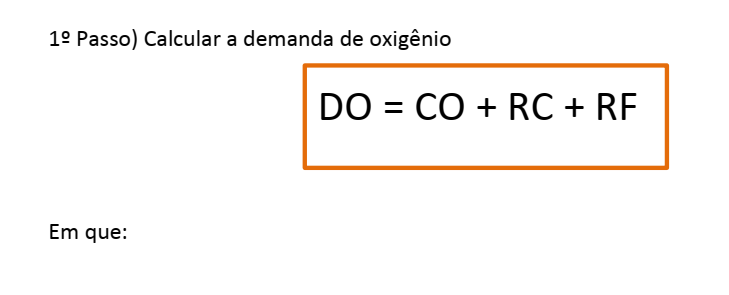 1º Passo) Calcular a demanda de oxigênio
DO = CO + RC + RF
Em que: